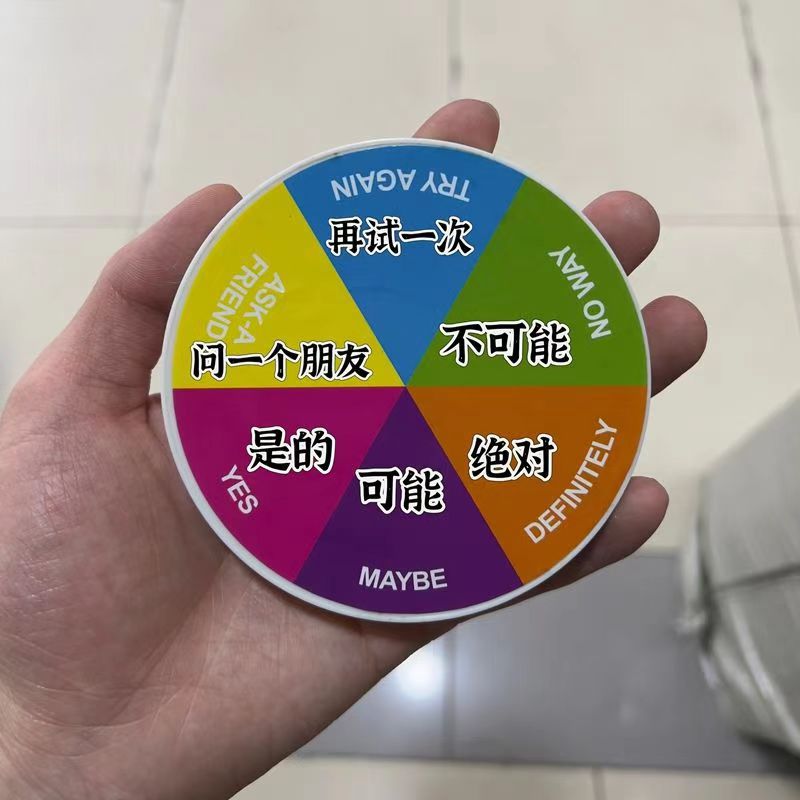 TRY AGAIN
再试一次
NO WAY
不可能
DEFINITELY
绝对
MAYBE
可能
YES
是的
ASK-A
FRIEND
问一个朋友